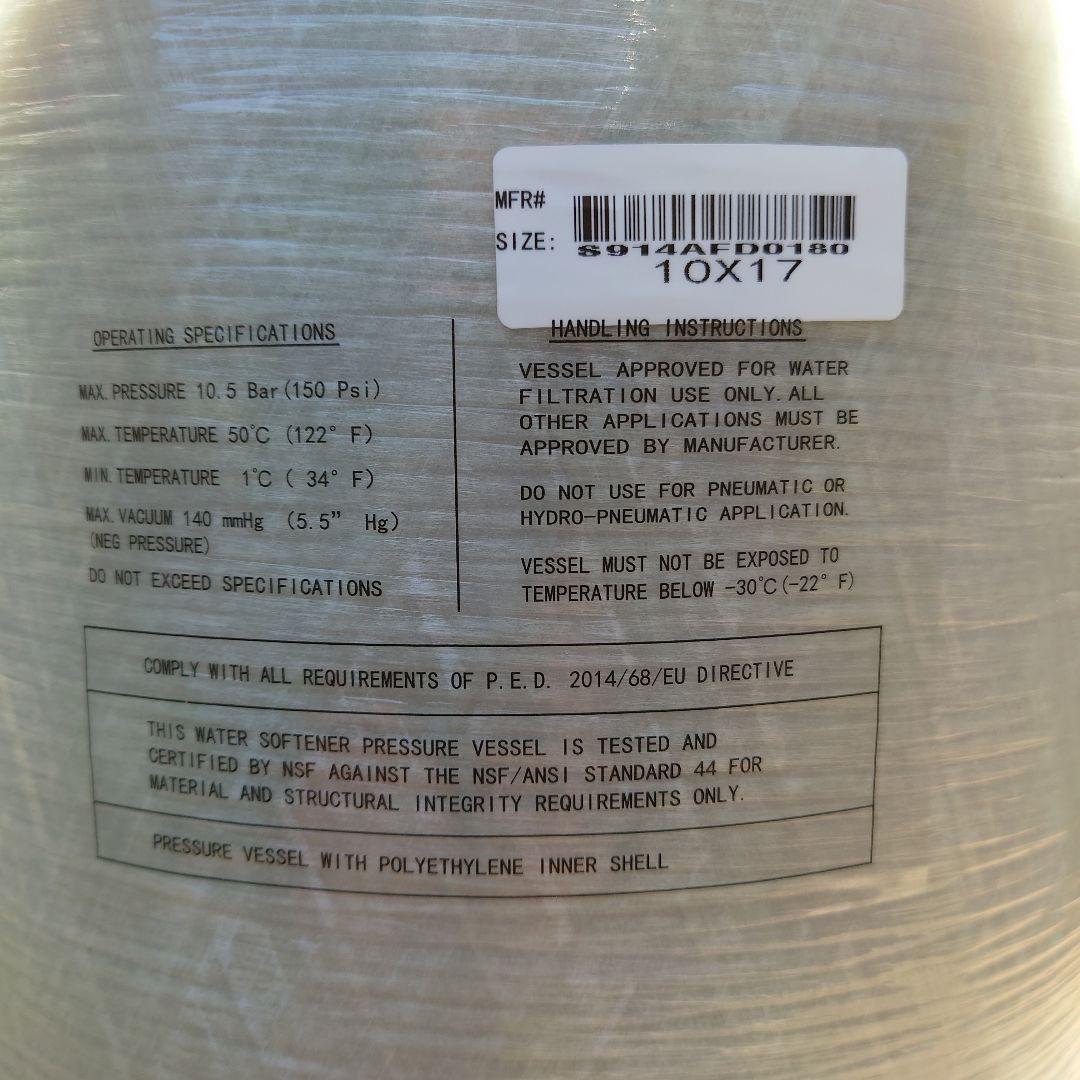 MFR#
SIZE:
S914AFD0180
10X17
OPERATING SPECIFICATIONS
MAX. PRESSURE 10.5 Bar (150 Psi)
MAX. TEMPERATURE 50℃ (122° F)
MIN. TEMPERATURE 1℃ ( 34° F)
MAX. VACUUM 140 mmHg (5.5” Hg)
(NEG PRESSURE)
DO NOT EXCEED SPECIFICATIONS
HANDLING INSTRUCTIONS
VESSEL APPROVED FOR WATER
FILTRATION USE ONLY. ALL
OTHER APPLICATIONS MUST BE
APPROVED BY MANUFACTURER.
DO NOT USE FOR PNEUMATIC OR
HYDRO-PNEUMATIC APPLICATION.
VESSEL MUST NOT BE EXPOSED TO
TEMPERATURE BELOW -30℃ (-22° F)
COMPLY WITH ALL REQUIREMENTS OF P.E.D. 2014/68/EU DIRECTIVE
THIS WATER SOFTENER PRESSURE VESSEL IS TESTED AND
CERTIFIED BY NSF AGAINST THE NSF/ANSI STANDARD 44 FOR
MATERIAL AND STRUCTURAL INTEGRITY REQUIREMENTS ONLY.
PRESSURE VESSEL WITH POLYETHYLENE INNER SHELL